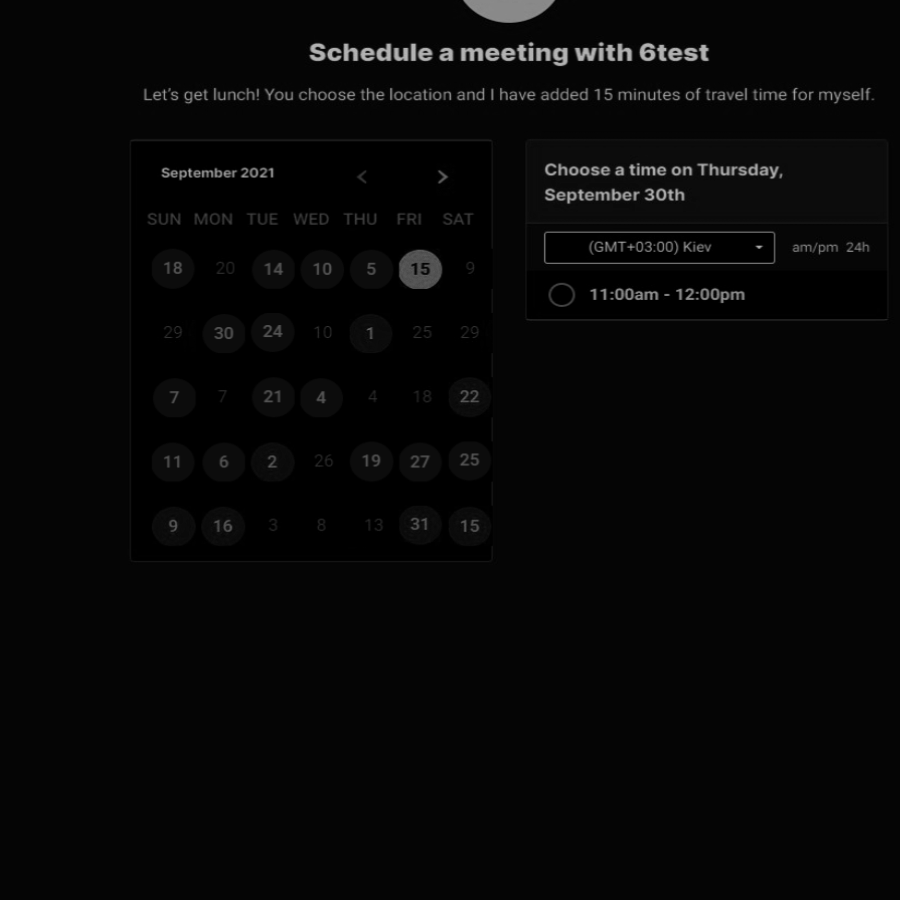 Schedule a meeting with 6test
Let's get lunch! You choose the location and I have added 15 minutes of travel time for myself.
September 2021
SUN MON TUE WED THU FRI SAT
18 20 14 10 5 15 9
29 30 24 10 1 25 29
7 7 21 4 4 18 22
11 6 2 26 19 27 25
9 16 3 8 13 31 15
Choose a time on Thursday,
September 30th
(GMT+03:00) Kiev am/pm 24h
11:00am - 12:00pm